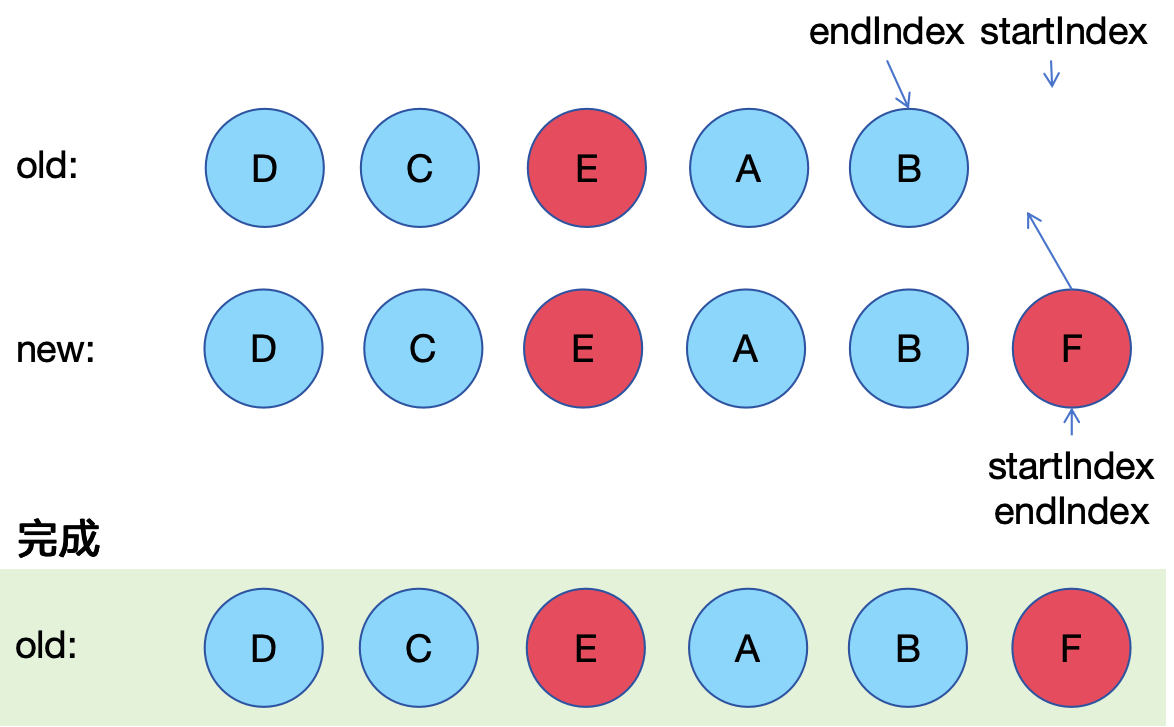 endIndex startIndex
old: D C E A B
new: D C E A B F
startIndex
endIndex
完成
old: D C E A B F